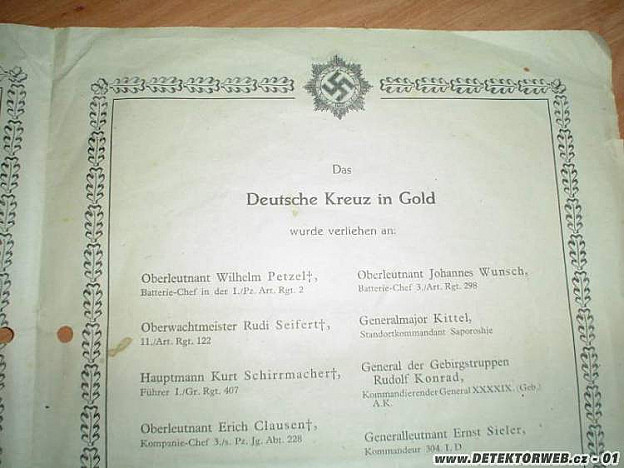 Das
Deutsche Kreuz in Gold
wurde verliehen an:
Oberleutnant Wilhelm Petzel†,
Batterie-Chef in der I./Pz. Art. Rgt. 2
Oberwachtmeister Rudi Seifert†,
11./Art. Rgt. 122
Hauptmann Kurt Schirrmacher†,
Führer I./Gr. Rgt. 407
Oberleutnant Erich Clausen†,
Kompanie-Chef 3./s. Pz. Jg. Abt. 228
Oberleutnant Johannes Wunsch,
Batterie-Chef 3./Art. Rgt. 298
Generalmajor Kittel,
Standortkommandant Saporoshje
General der Gebirgstruppen
Rudolf Konrad,
Kommandierender General XXXXIX. (Geb.)
A.K.
Generalleutnant Ernst Sieler,
Kommandeur 304. I. D.
www.DETEKTORWEB.cz - 01